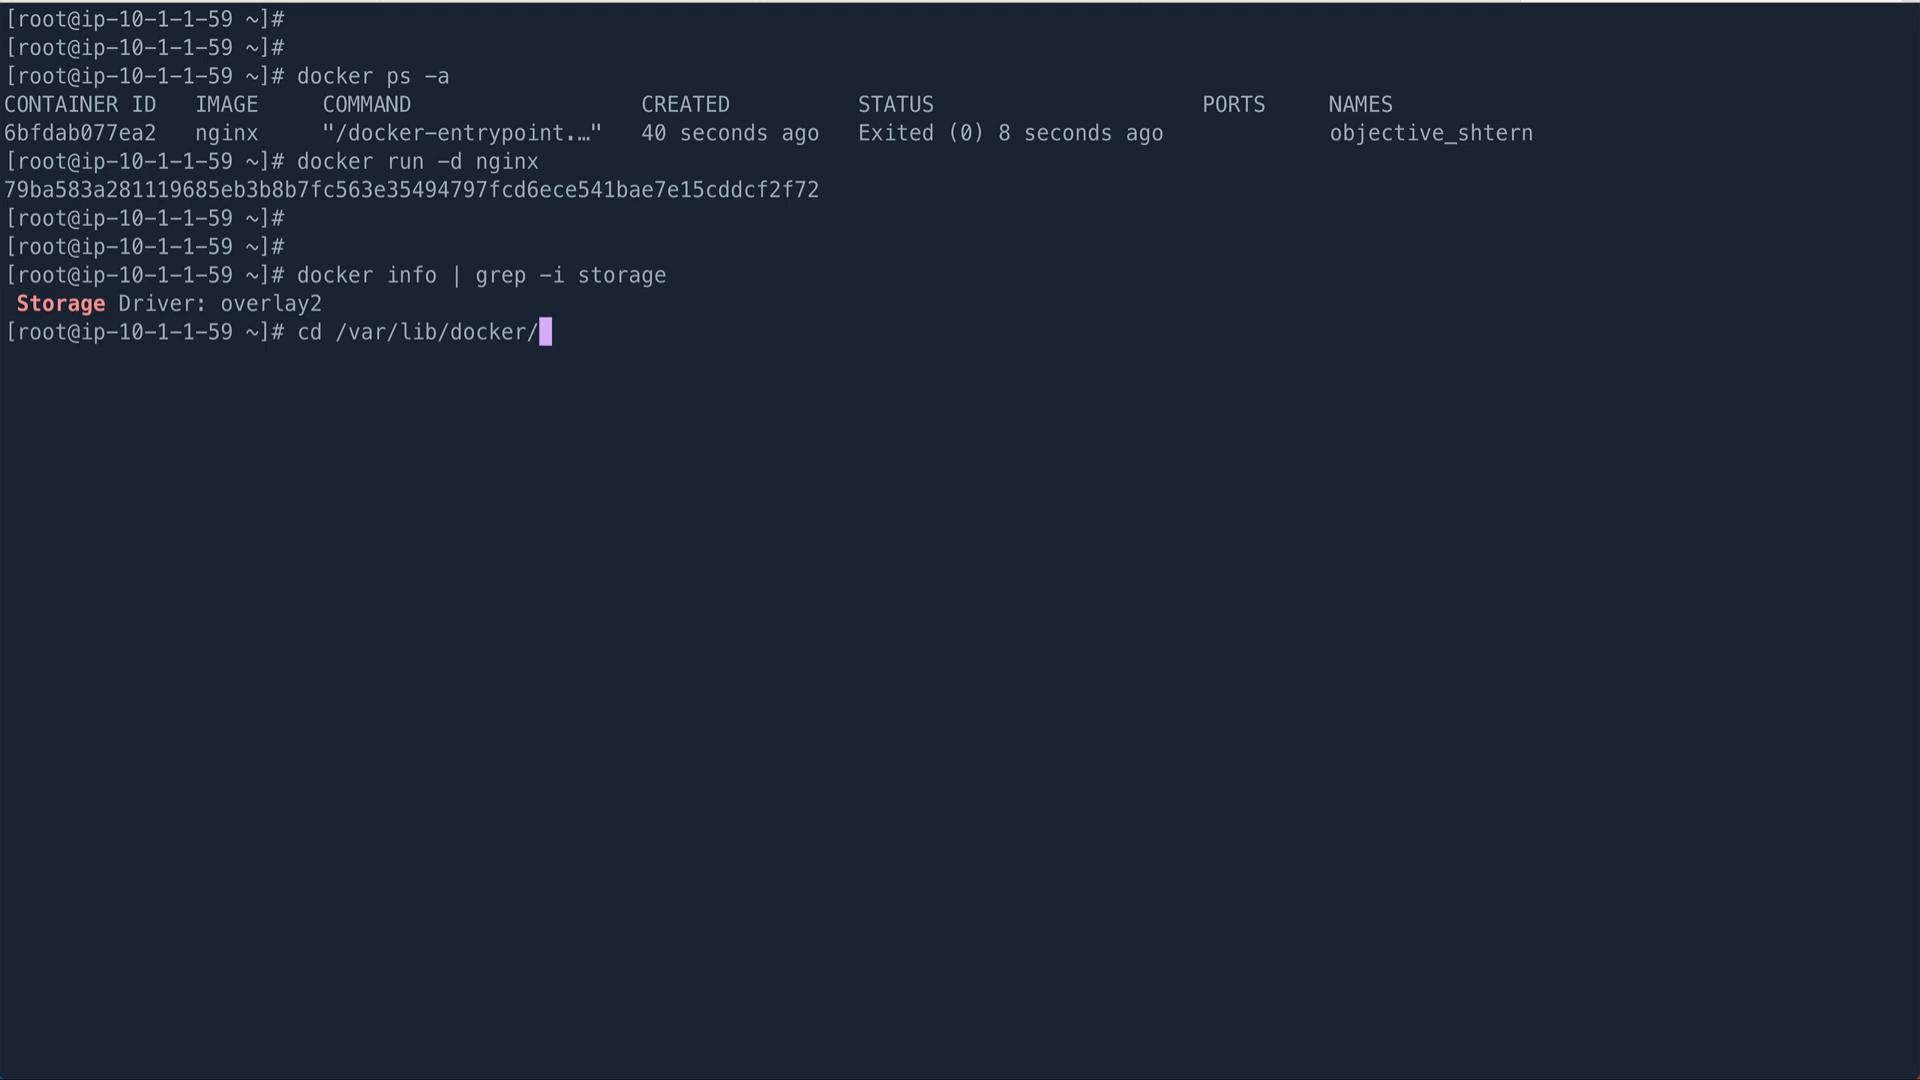 [root@ip-10-1-1-59 ~]#
[root@ip-10-1-1-59 ~]#
[root@ip-10-1-1-59 ~]# docker ps -a
CONTAINER ID   IMAGE     COMMAND                  CREATED          STATUS                     PORTS     NAMES
6bfdab077ea2   nginx     "/docker-entrypoint.…"   40 seconds ago   Exited (0) 8 seconds ago             objective_shtern
[root@ip-10-1-1-59 ~]# docker run -d nginx
79ba583a281119685eb3b8b7fc563e35494797fcd6ece541bae7e15cddcf2f72
[root@ip-10-1-1-59 ~]#
[root@ip-10-1-1-59 ~]#
[root@ip-10-1-1-59 ~]# docker info | grep -i storage
 Storage Driver: overlay2
[root@ip-10-1-1-59 ~]# cd /var/lib/docker/